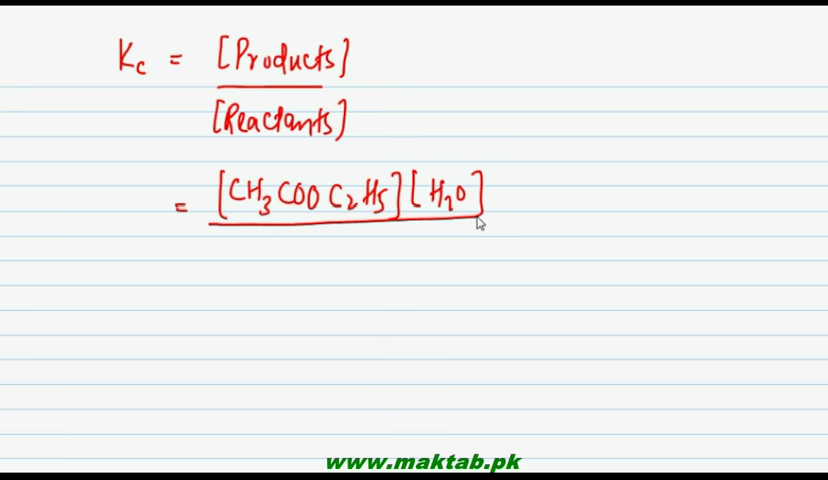 Kc = [Products]
[Reactants]
= [CH3COOC2H5][H2O]
www.maktab.pk